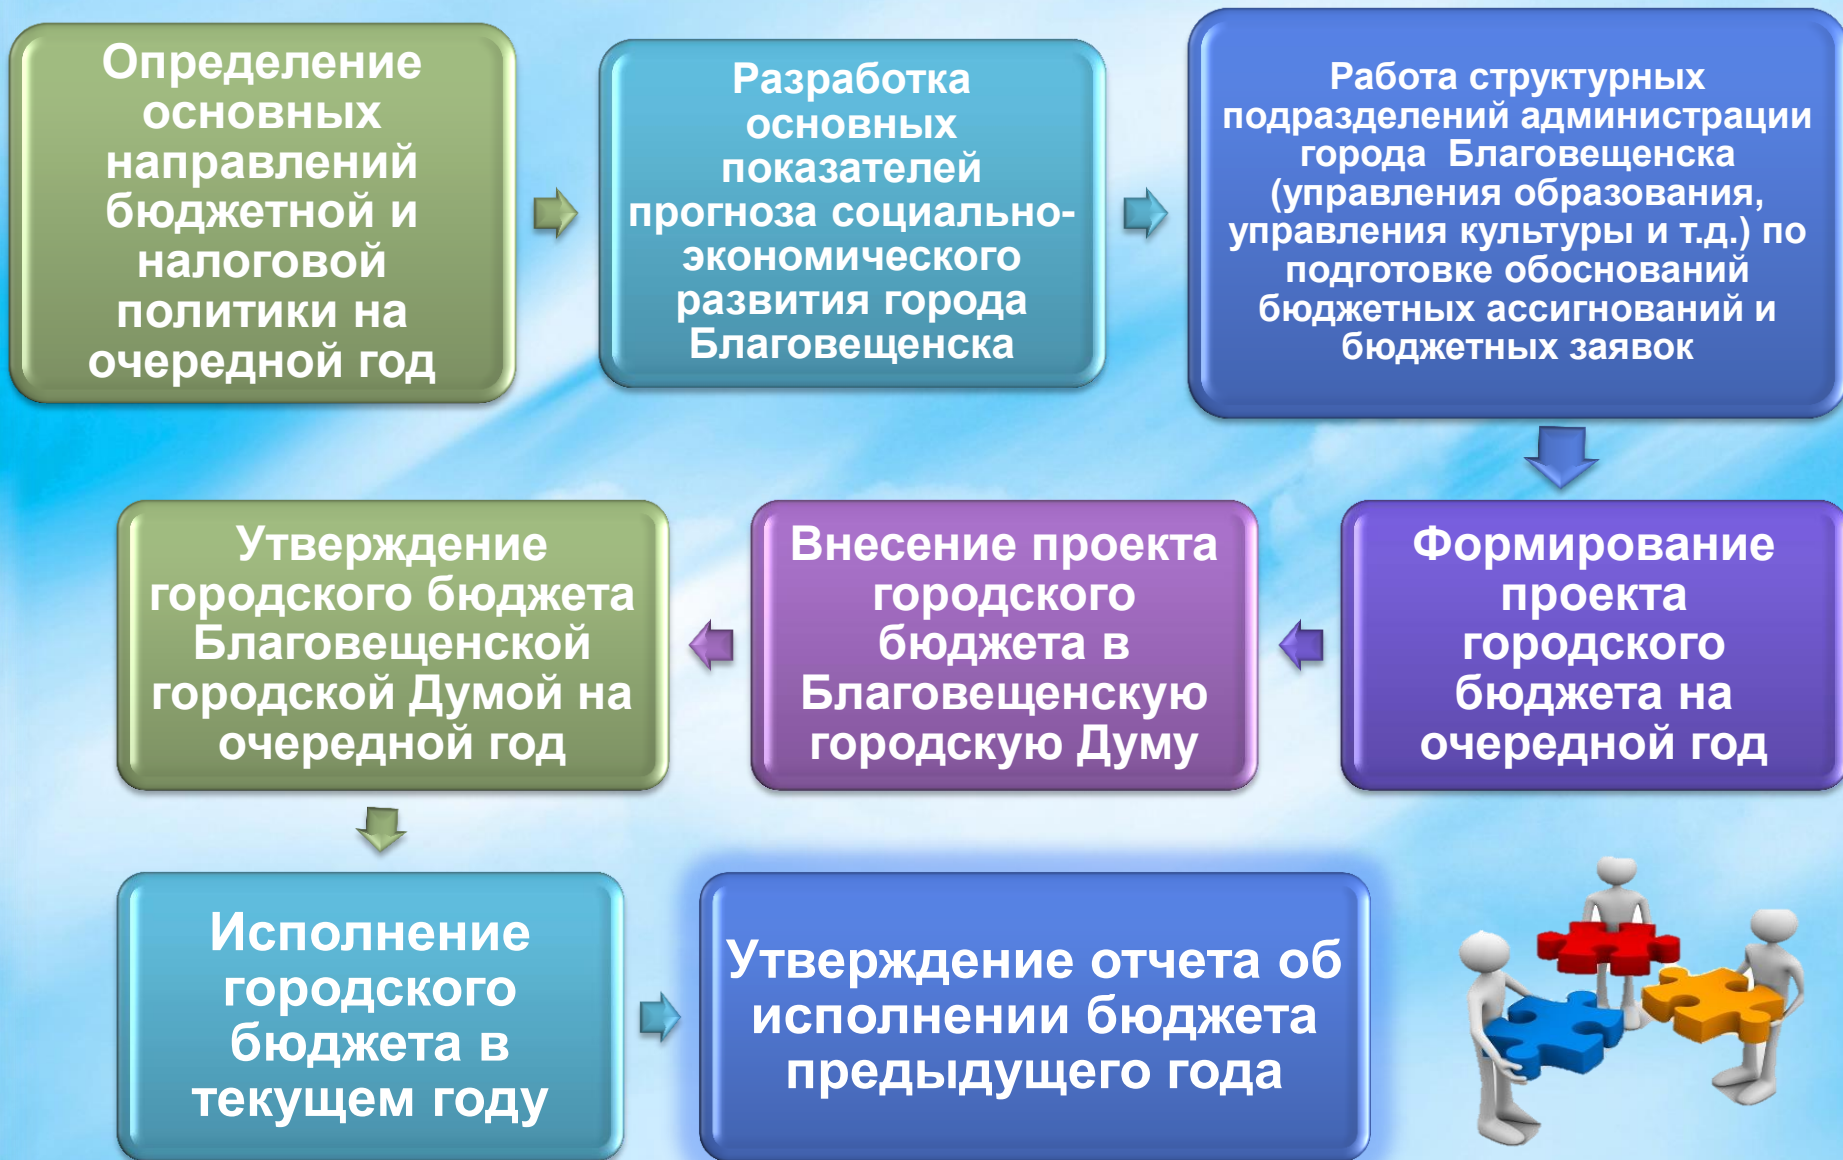 Определение
основных
направлений
бюджетной и
налоговой
политики на
очередной год
Разработка
основных
показателей
прогноза социально-
экономического
развития города
Благовещенска
Работа структурных
подразделений администрации
города Благовещенска
(управления образования,
управления культуры и т.д.) по
подготовке обоснований
бюджетных ассигнований и
бюджетных заявок
Формирование
проекта
городского
бюджета на
очередной год
Внесение проекта
городского
бюджета в
Благовещенскую
городскую Думу
Утверждение
городского бюджета
Благовещенской
городской Думой на
очередной год
Исполнение
городского
бюджета в
текущем году
Утверждение отчета об
исполнении бюджета
предыдущего года